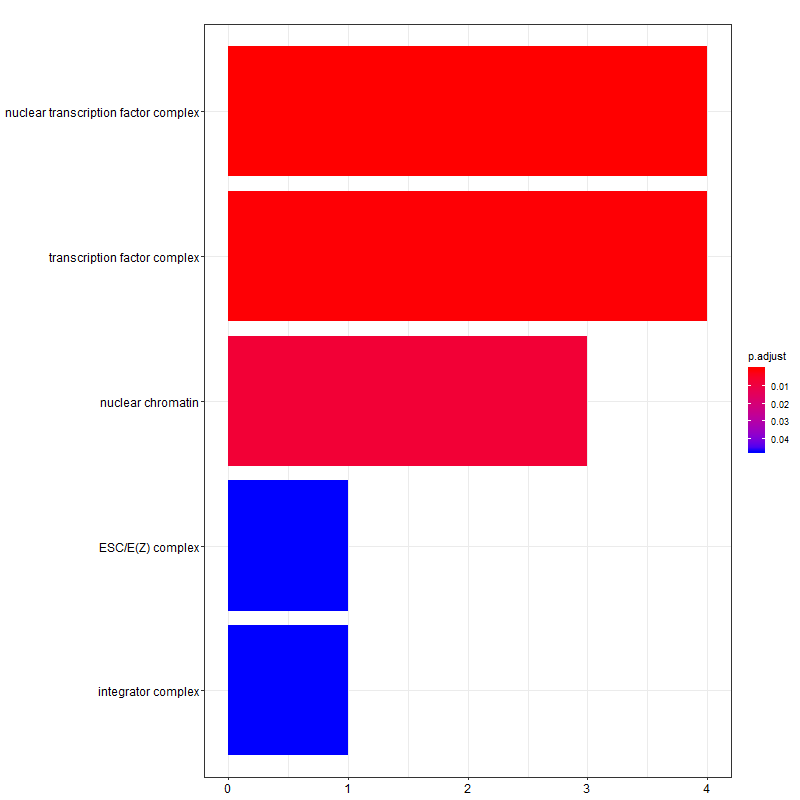 nuclear transcription factor complex
transcription factor complex
nuclear chromatin
ESC/E(Z) complex
integrator complex
0 1 2 3 4
p.adjust
0.01
0.02
0.03
0.04